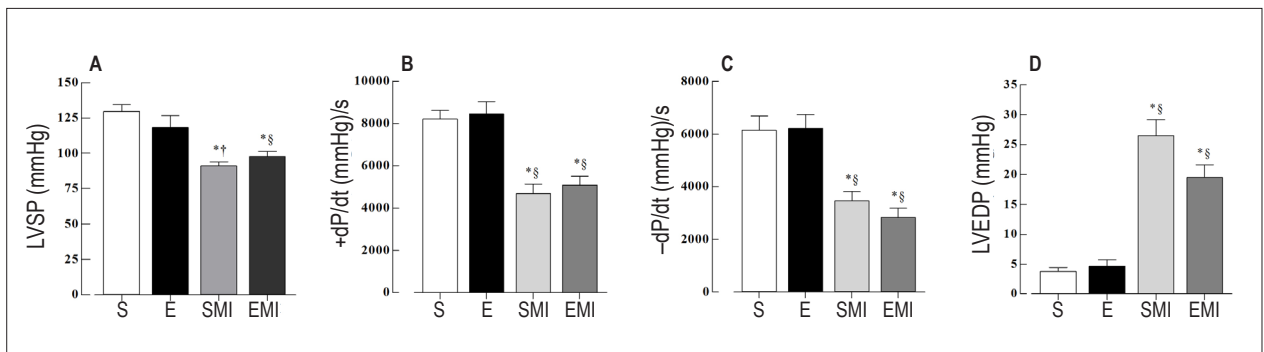 A
LVSP (mmHg)
150
125
100
75
50
25
0
*†
*§
S E SMI EMI
B
+dP/dt (mmHg)/s
10000
8000
6000
4000
2000
0
*§
*§
S E SMI EMI
C
–dP/dt (mmHg)/s
8000
6000
4000
2000
0
*§
*§
S E SMI EMI
D
LVEDP (mmHg)
35
30
25
20
15
10
5
0
*§
*§
S E SMI EMI